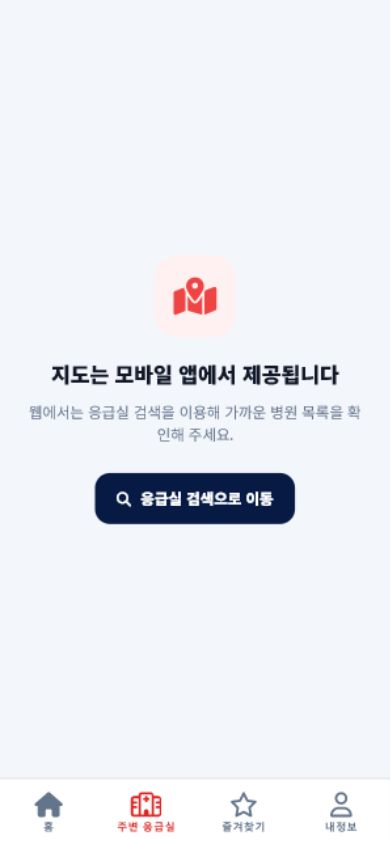 지도는 모바일 앱에서 제공됩니다
웹에서는 응급실 검색을 이용해 가까운 병원 목록을 확
인해 주세요.
응급실 검색으로 이동
홈
주변 응급실
즐겨찾기
내정보